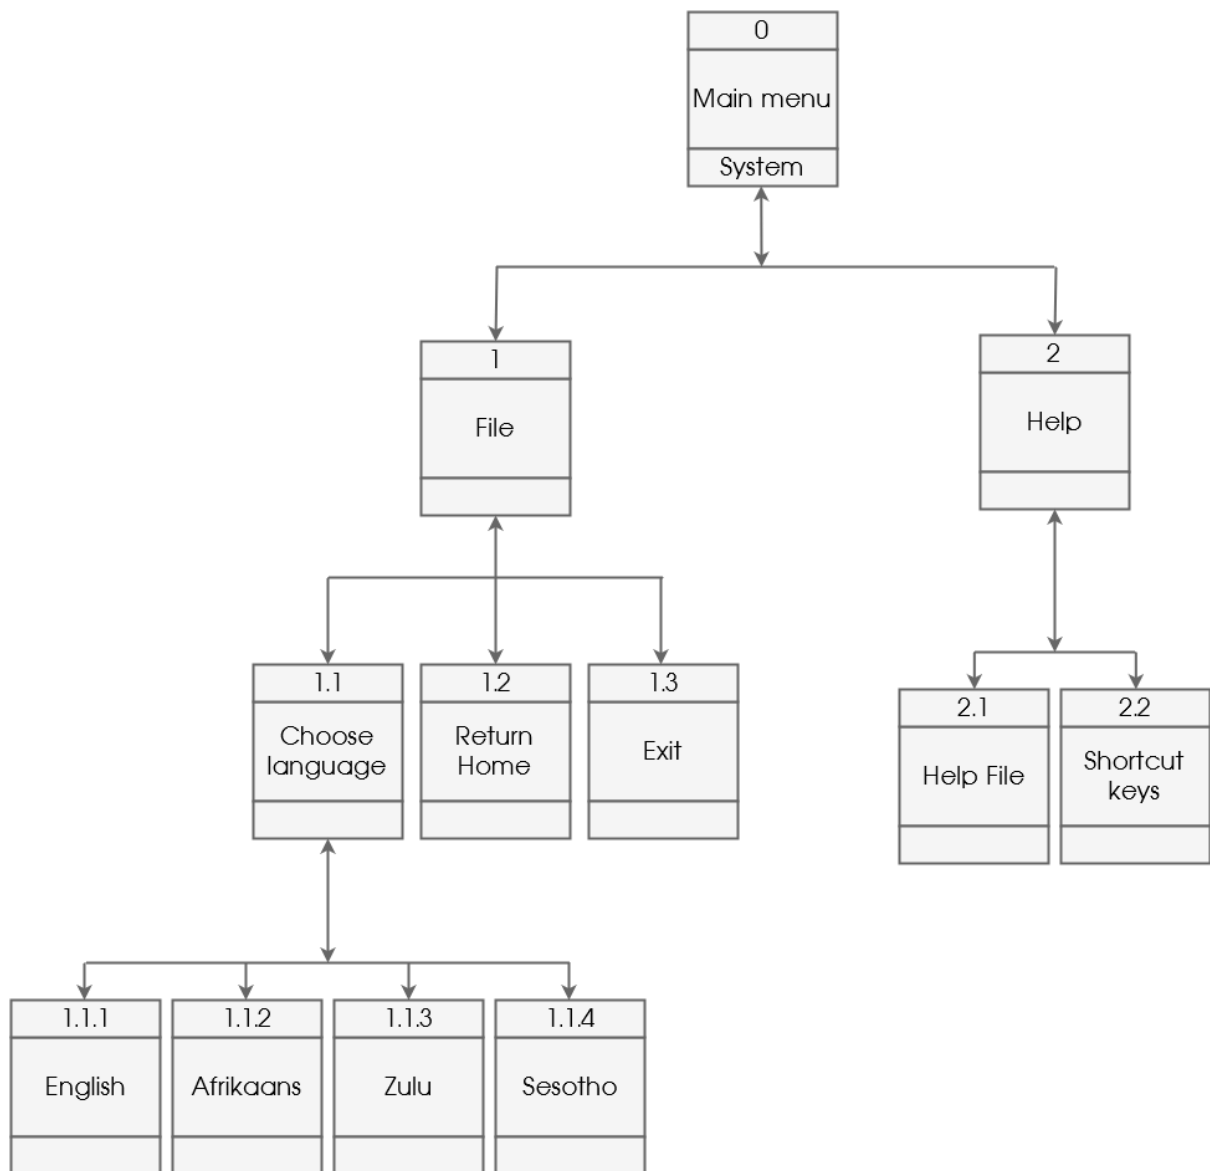 0
Main menu
System
1
File
2
Help
1.1
Choose
language
1.2
Return
Home
1.3
Exit
2.1
Help File
2.2
Shortcut
keys
1.1.1
English
1.1.2
Afrikaans
1.1.3
Zulu
1.1.4
Sesotho